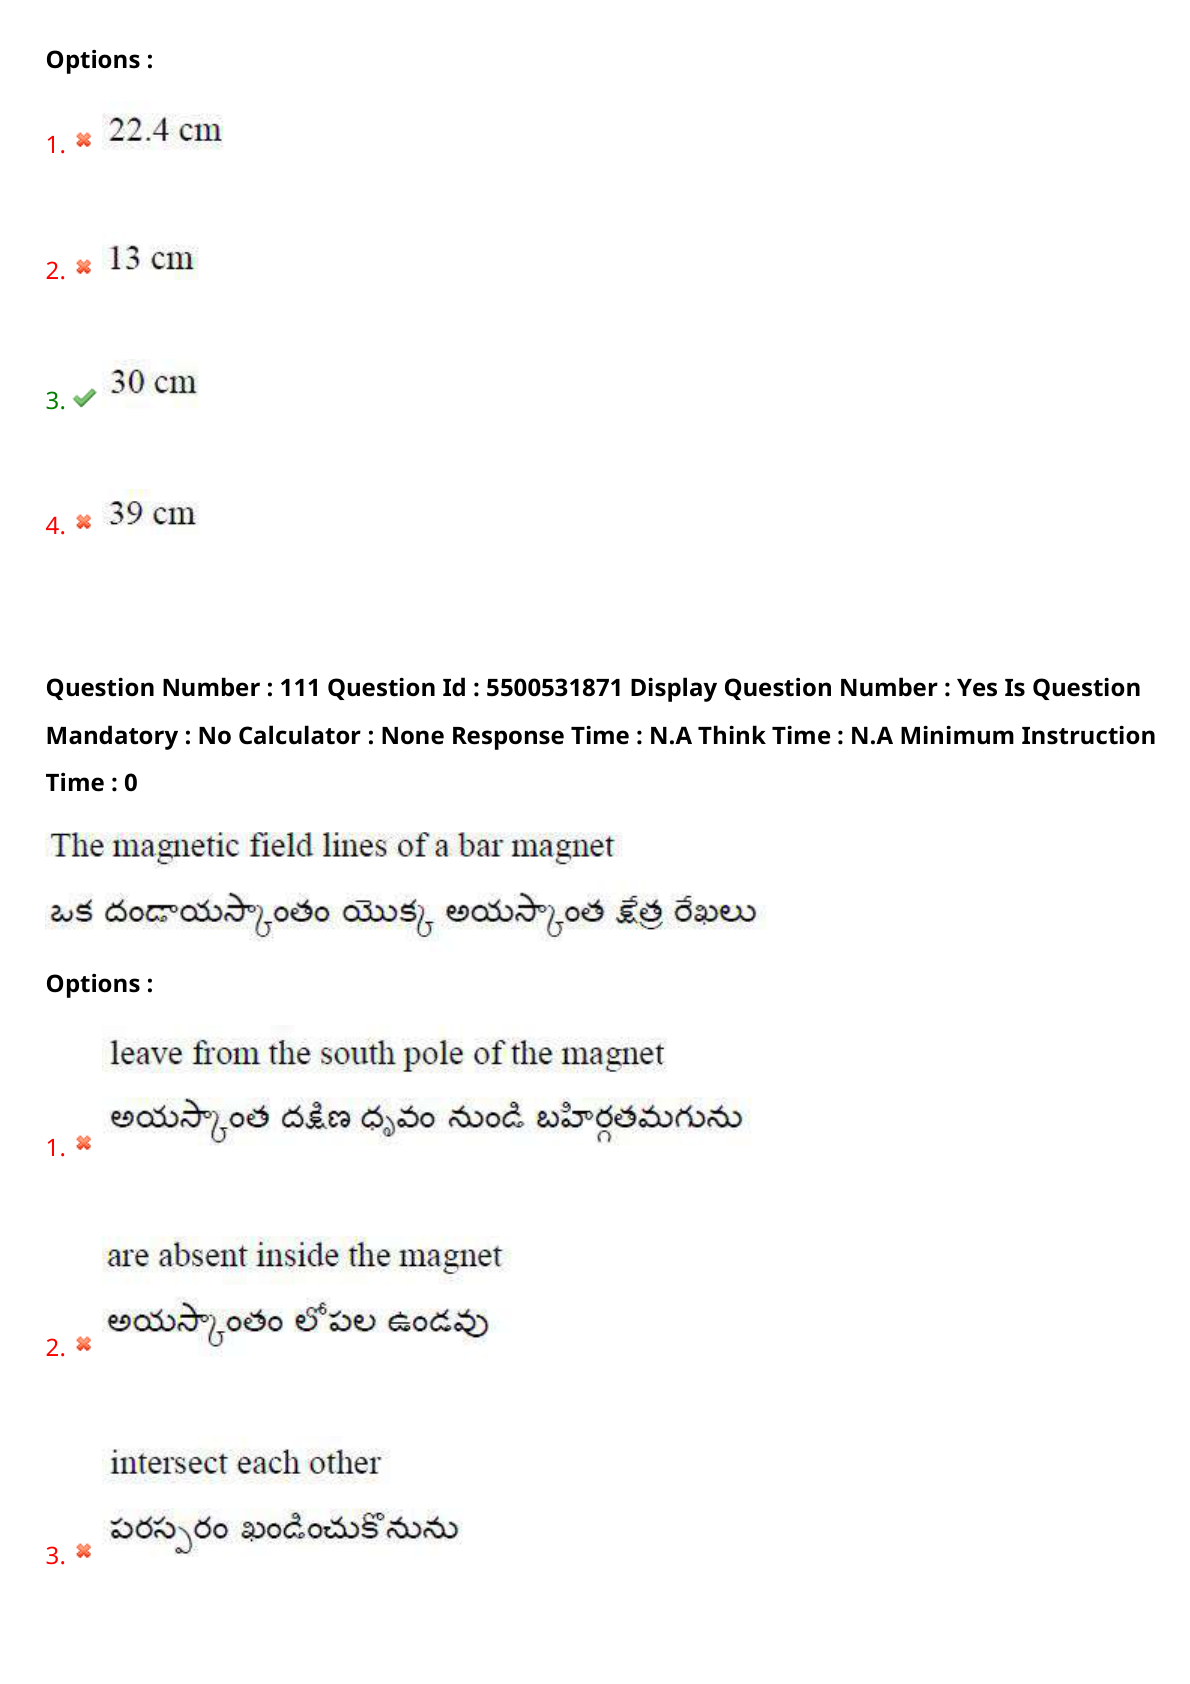 Options :
1. 22.4 cm
2. 13 cm
3. 30 cm
4. 39 cm
Question Number : 111 Question Id : 5500531871 Display Question Number : Yes Is Question
Mandatory : No Calculator : None Response Time : N.A Think Time : N.A Minimum Instruction
Time : 0
The magnetic field lines of a bar magnet
ఒక దండాయస్కాంతం యొక్క అయస్కాంత క్షేత్ర రేఖలు
Options :
leave from the south pole of the magnet
అయస్కాంత దక్షిణ ధృవం నుండి బహిర్గతమగును
1.
are absent inside the magnet
అయస్కాంతం లోపల ఉండవు
2.
intersect each other
పరస్పరం ఖండించుకొనును
3.